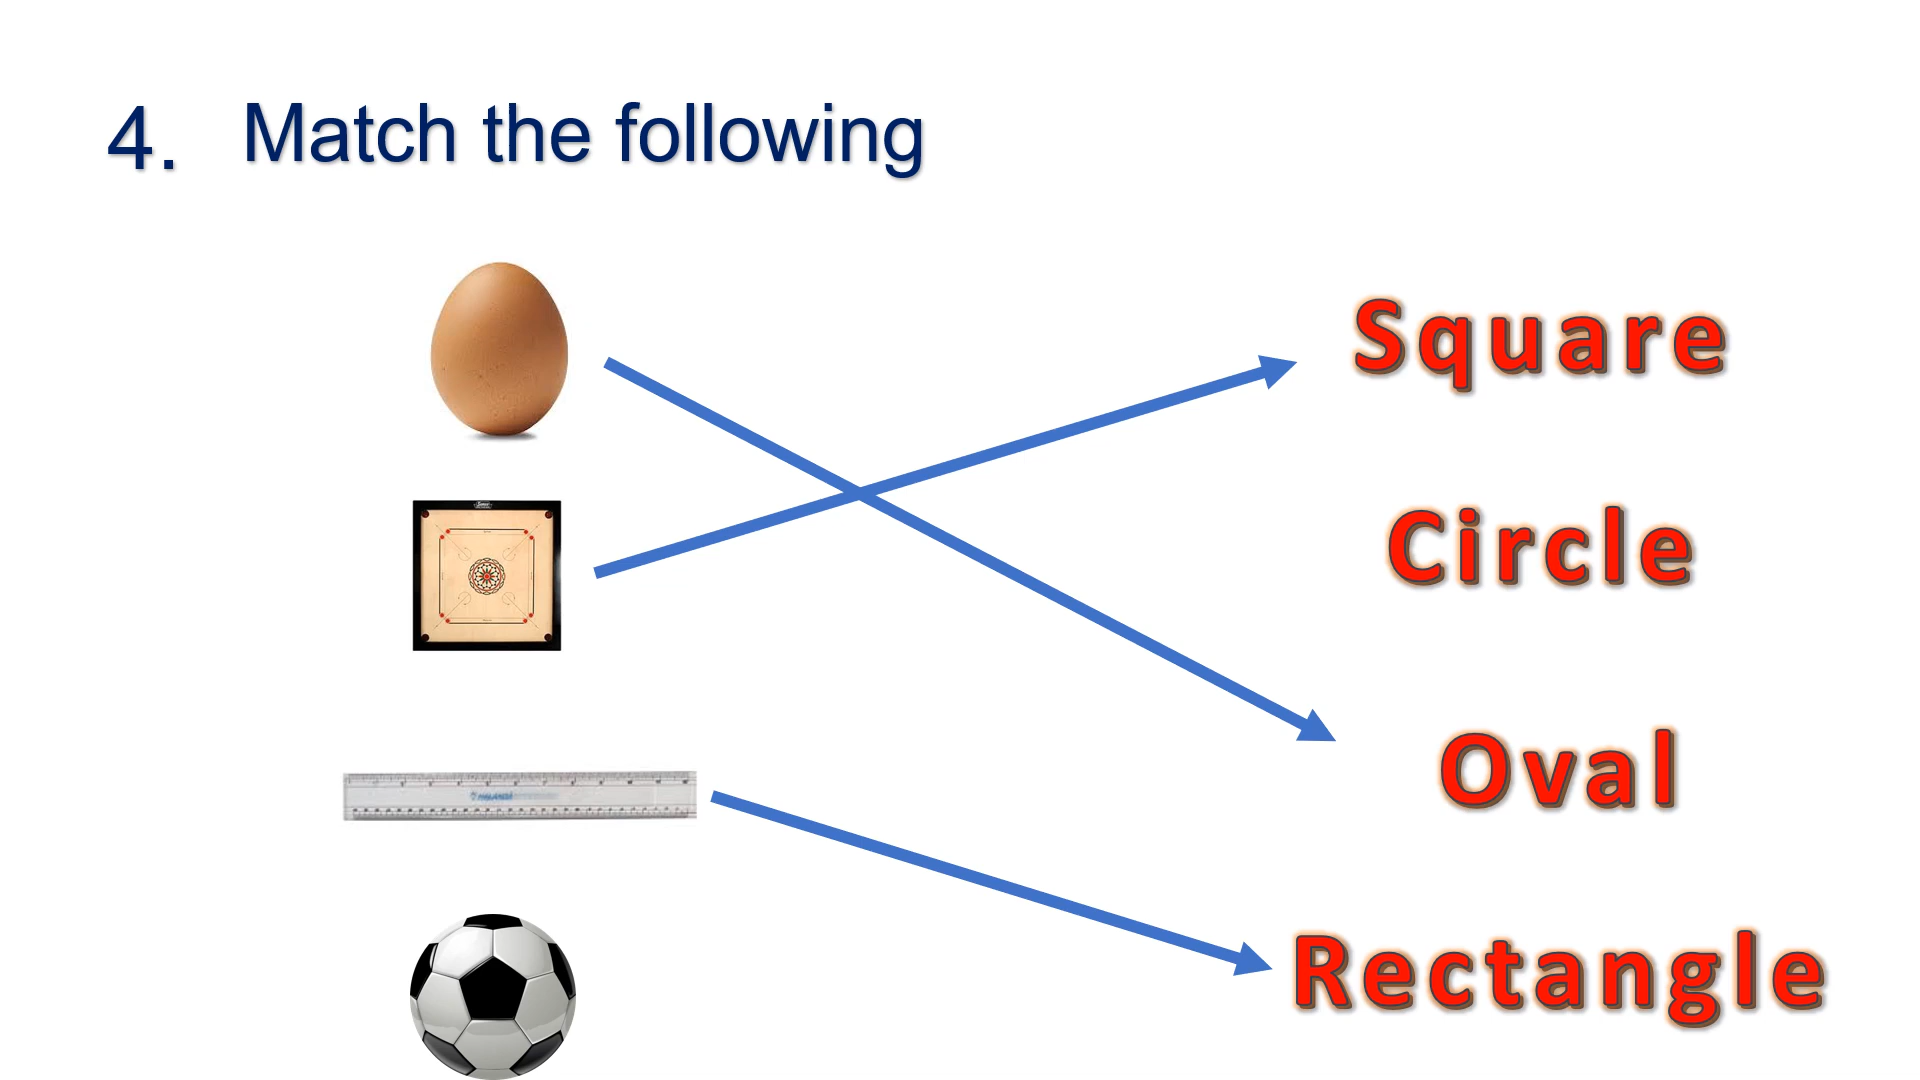 4. Match the following
Square
Circle
Oval
Rectangle